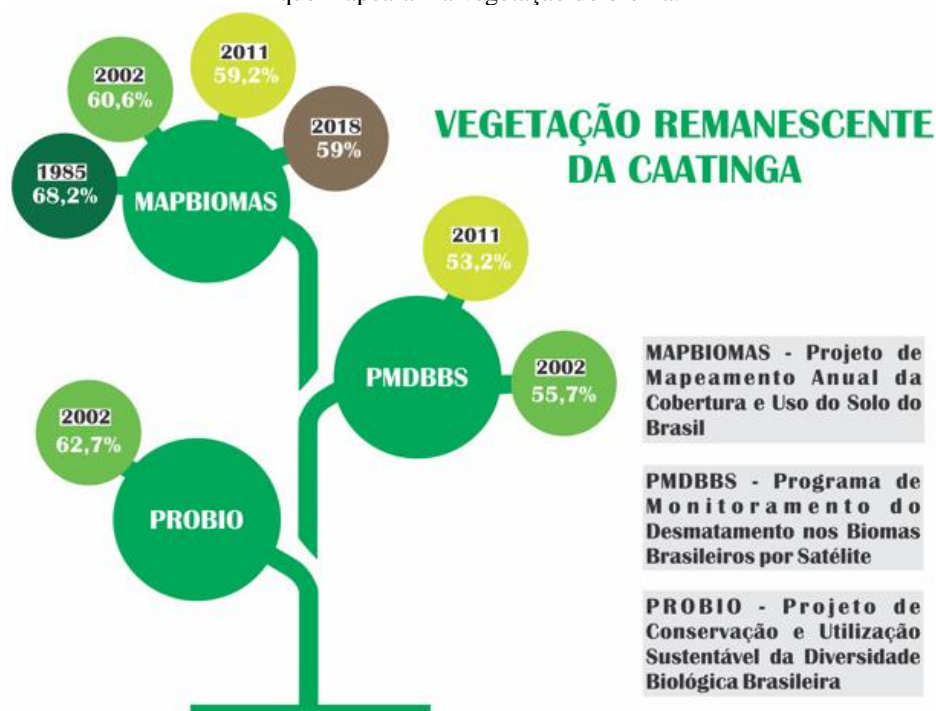 2011
59,2%
2002
60,6%
2018
59%
1985
68,2%
MAPBIOMAS
VEGETAÇÃO REMANESCENTE
DA CAATINGA
2011
53,2%
PMDBBS
2002
55,7%
2002
62,7%
PROBIO
MAPBIOMAS - Projeto de
Mapeamento Anual da
Cobertura e Uso do Solo do
Brasil
PMDBBS - Programa de
Monitoramento do
Desmatamento nos Biomas
Brasileiros por Satélite
PROBIO - Projeto de
Conservação e Utilização
Sustentável da Diversidade
Biológica Brasileira